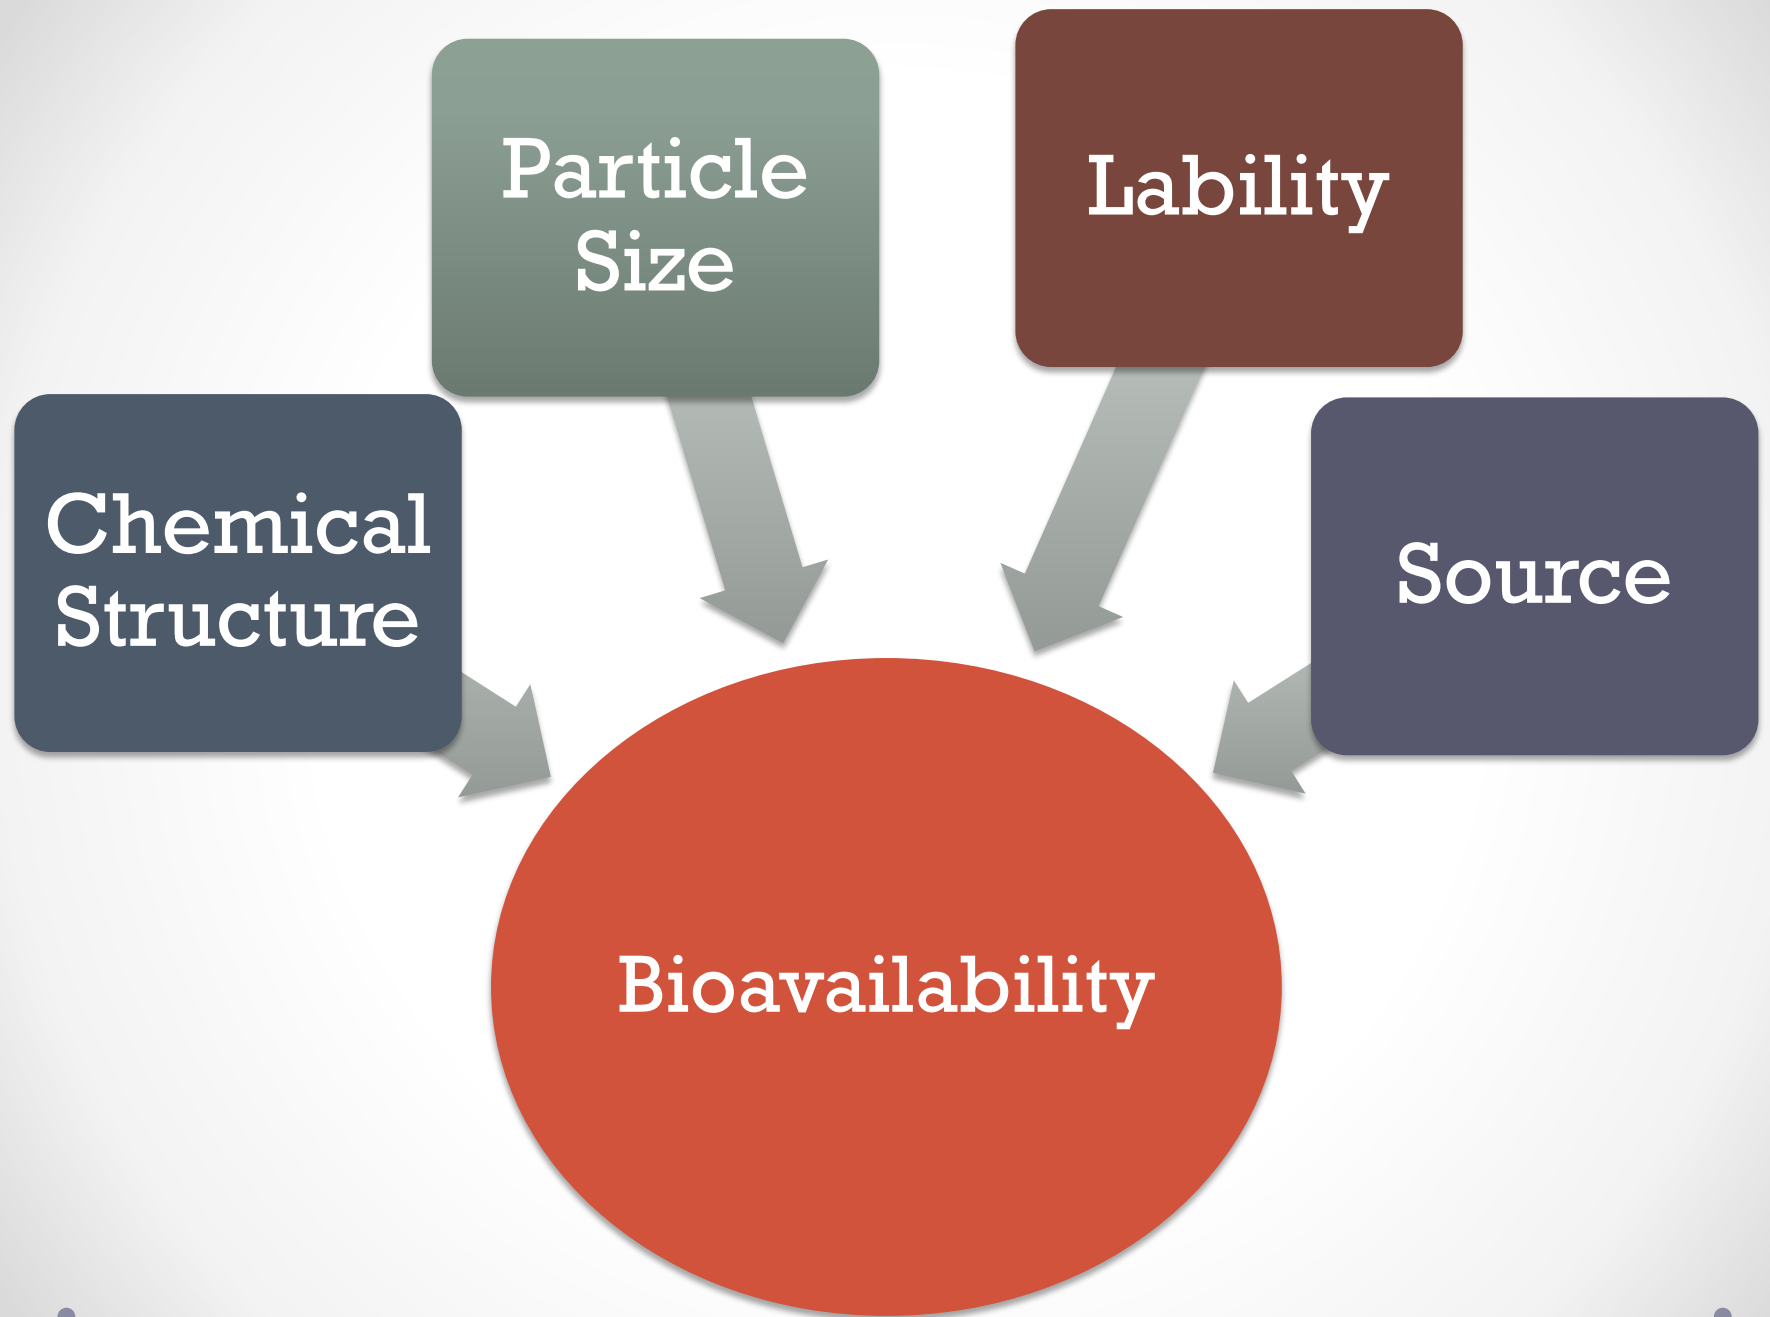 Chemical
Structure
Particle
Size
Lability
Source
Bioavailability